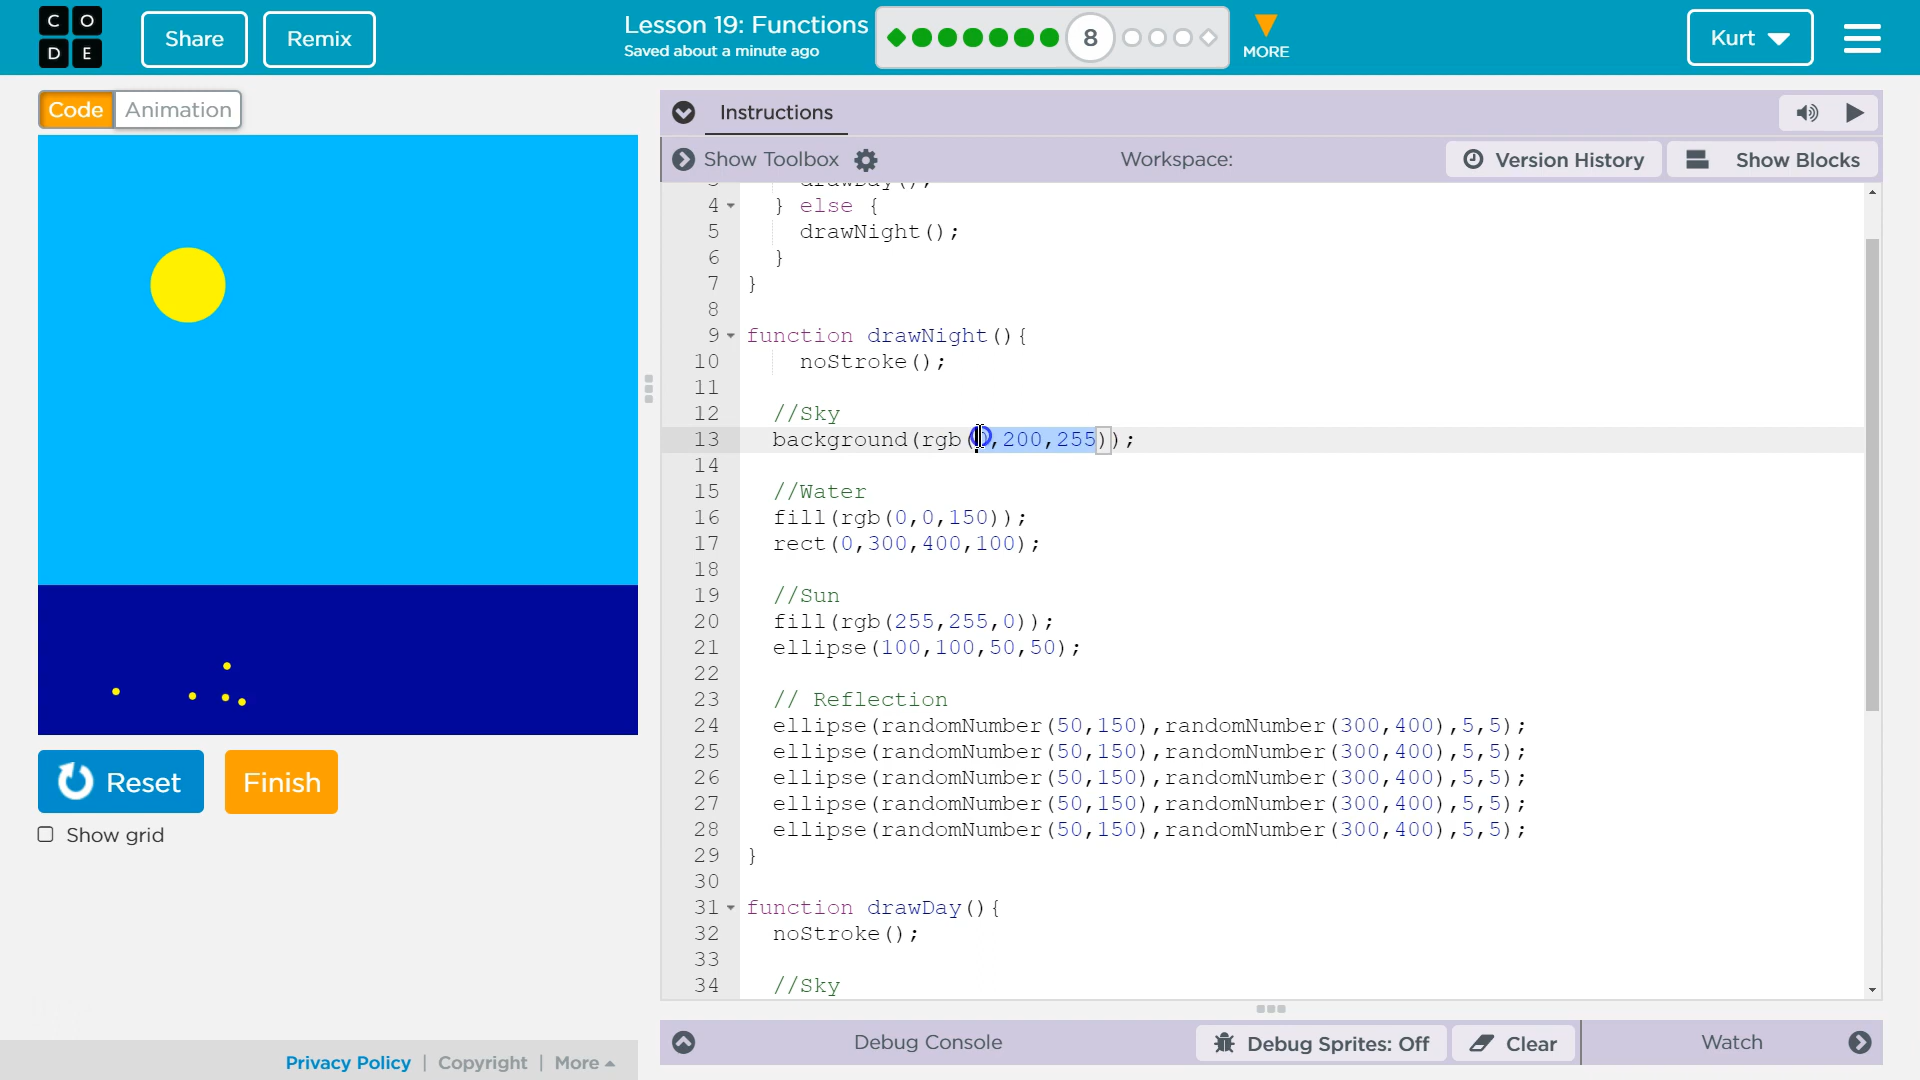 C O
D E
Share
Remix
Lesson 19: Functions
Saved about a minute ago
8
MORE
Kurt
Code
Animation
Instructions
Show Toolbox
Workspace:
Version History
Show Blocks
3 drawDay();
4 } else {
5 drawNight();
6 }
7 }
8
9 function drawNight(){
10 noStroke();
11
12 //Sky
13 background(rgb(0,200,255));
14
15 //Water
16 fill(rgb(0,0,150));
17 rect(0,300,400,100);
18
19 //Sun
20 fill(rgb(255,255,0));
21 ellipse(100,100,50,50);
22
23 // Reflection
24 ellipse(randomNumber(50,150),randomNumber(300,400),5,5);
25 ellipse(randomNumber(50,150),randomNumber(300,400),5,5);
26 ellipse(randomNumber(50,150),randomNumber(300,400),5,5);
27 ellipse(randomNumber(50,150),randomNumber(300,400),5,5);
28 ellipse(randomNumber(50,150),randomNumber(300,400),5,5);
29 }
30
31 function drawDay(){
32 noStroke();
33
34 //Sky
Reset
Finish
Show grid
Debug Console
Debug Sprites: Off
Clear
Watch
Privacy Policy | Copyright | More